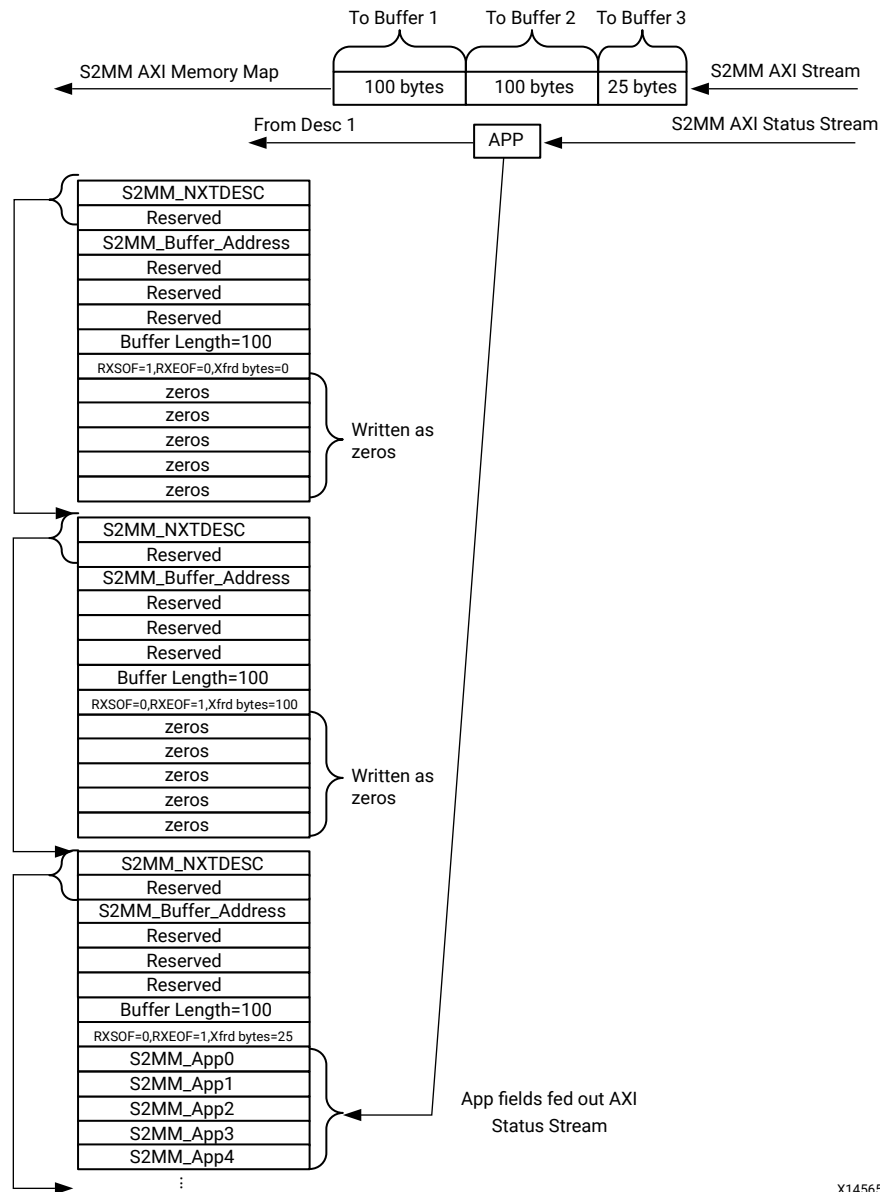 To Buffer 1 To Buffer 2 To Buffer 3
S2MM AXI Memory Map
100 bytes 100 bytes 25 bytes
S2MM AXI Stream
From Desc 1
APP
S2MM AXI Status Stream
S2MM_NXTDESC
Reserved
S2MM_Buffer_Address
Reserved
Reserved
Reserved
Buffer Length=100
RXSOF=1,RXEOF=0,Xfrd bytes=0
zeros
zeros
zeros
zeros
zeros
Written as
zeros
S2MM_NXTDESC
Reserved
S2MM_Buffer_Address
Reserved
Reserved
Reserved
Buffer Length=100
RXSOF=0,RXEOF=1,Xfrd bytes=100
zeros
zeros
zeros
zeros
zeros
Written as
zeros
S2MM_NXTDESC
Reserved
S2MM_Buffer_Address
Reserved
Reserved
Reserved
Buffer Length=100
RXSOF=0,RXEOF=1,Xfrd bytes=25
S2MM_App0
S2MM_App1
S2MM_App2
S2MM_App3
S2MM_App4
App fields fed out AXI
Status Stream
...
X14565